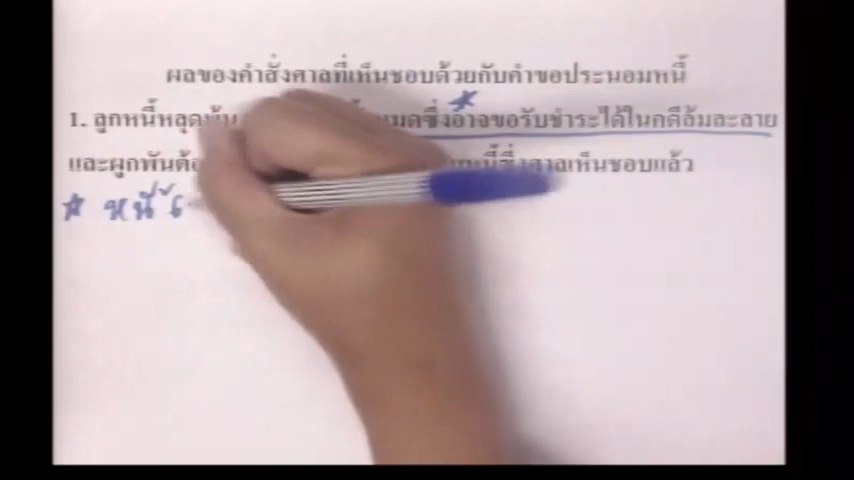 ผลของคำสั่งศาลที่เห็นชอบด้วยกับคำขอประนอมหนี้
1. ลูกหนี้หลุดพ้น ซึ่งอาจขอรับชำระได้ในคดีล้มละลาย
และผูกพันต้อ ซึ่งศาลเห็นชอบแล้ว
* หนี้